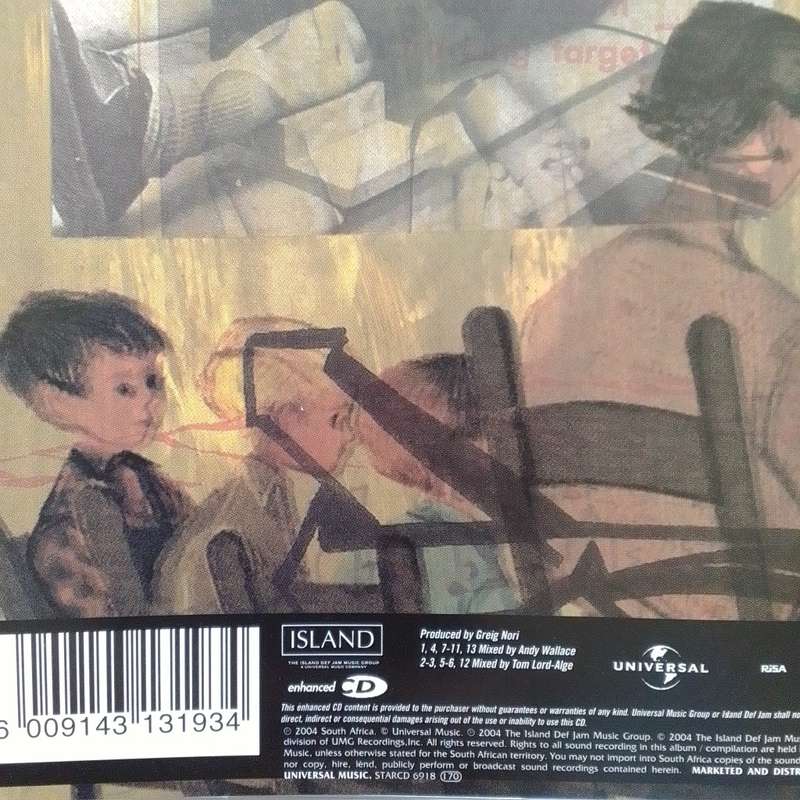 target
ISLAND
THE ISLAND DEF JAM MUSIC GROUP
A UNIVERSAL MUSIC COMPANY
enhanced CD
Produced by Greig Nori
1, 4, 7-11, 13 Mixed by Andy Wallace
2-3, 5-6, 12 Mixed by Tom Lord-Alge
UNIVERSAL
RiSA
6 009143 131934
This enhanced CD content is provided to the purchaser without guarantees or warranties of any kind. Universal Music Group or Island Def Jam shall no
direct, indirect or consequential damages arising out of the use or inability to use this CD.
℗ 2004 South Africa. © Universal Music. ℗ 2004 The Island Def Jam Music Group. © 2004 The Island Def Jam Mus
division of UMG Recordings,Inc. All rights reserved. Rights to all sound recording in this album / compilation are held
Music, unless otherwise stated for the South African territory. You may not import into South Africa copies of the sound
nor copy, hire, lend, publicly perform or broadcast sound recordings contained herein. MARKETED AND DISTR
UNIVERSAL MUSIC. STARCD 6918 (170)